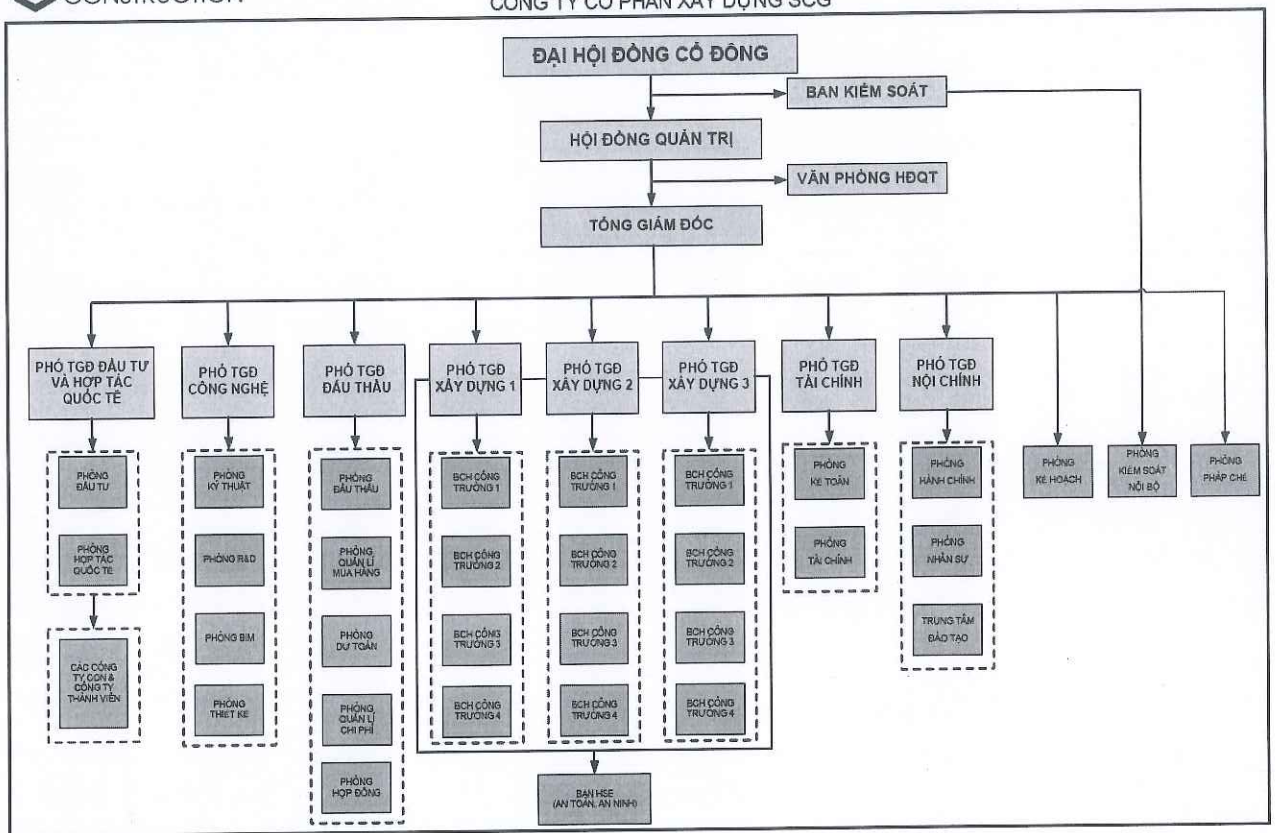 CONSTRUCTION
CÔNG TY CỔ PHẦN XÂY DỰNG SCG
ĐẠI HỘI ĐỒNG CỔ ĐÔNG
BAN KIỂM SOÁT
HỘI ĐỒNG QUẢN TRỊ
VĂN PHÒNG HĐQT
TỔNG GIÁM ĐỐC
PHÓ TGĐ ĐẦU TƯ
VÀ HỢP TÁC
QUỐC TẾ
PHÓ TGĐ
CÔNG NGHỆ
PHÓ TGĐ
ĐẤU THẦU
PHÓ TGĐ
XÂY DỰNG 1
PHÓ TGĐ
XÂY DỰNG 2
PHÓ TGĐ
XÂY DỰNG 3
PHÓ TGĐ
TÀI CHÍNH
PHÓ TGĐ
NỘI CHÍNH
PHÒNG
ĐẦU TƯ
PHÒNG
HỢP TÁC
QUỐC TẾ
CÁC CÔNG
TY CON &
CÔNG TY
THÀNH VIÊN
PHÒNG
KỸ THUẬT
PHÒNG R&D
PHÒNG BIM
PHÒNG
THIẾT KẾ
PHÒNG
ĐẤU THẦU
PHÒNG
QUẢN LÍ
MUA HÀNG
PHÒNG
DỰ TOÁN
PHÒNG
QUẢN LÍ
CHI PHÍ
PHÒNG
HỢP ĐỒNG
BCH CÔNG
TRƯỜNG 1
BCH CÔNG
TRƯỜNG 2
BCH CÔNG
TRƯỜNG 3
BCH CÔNG
TRƯỜNG 4
BCH CÔNG
TRƯỜNG 1
BCH CÔNG
TRƯỜNG 2
BCH CÔNG
TRƯỜNG 3
BCH CÔNG
TRƯỜNG 4
BCH CÔNG
TRƯỜNG 1
BCH CÔNG
TRƯỜNG 2
BCH CÔNG
TRƯỜNG 3
BCH CÔNG
TRƯỜNG 4
BAN HSE
(AN TOÀN, AN NINH)
PHÒNG
KẾ TOÁN
PHÒNG
TÀI CHÍNH
PHÒNG
HÀNH CHÍNH
PHÒNG
NHÂN SỰ
TRUNG TÂM
ĐÀO TẠO
PHÒNG
KẾ HOẠCH
PHÒNG
KIỂM SOÁT
NỘI BỘ
PHÒNG
PHÁP CHẾ